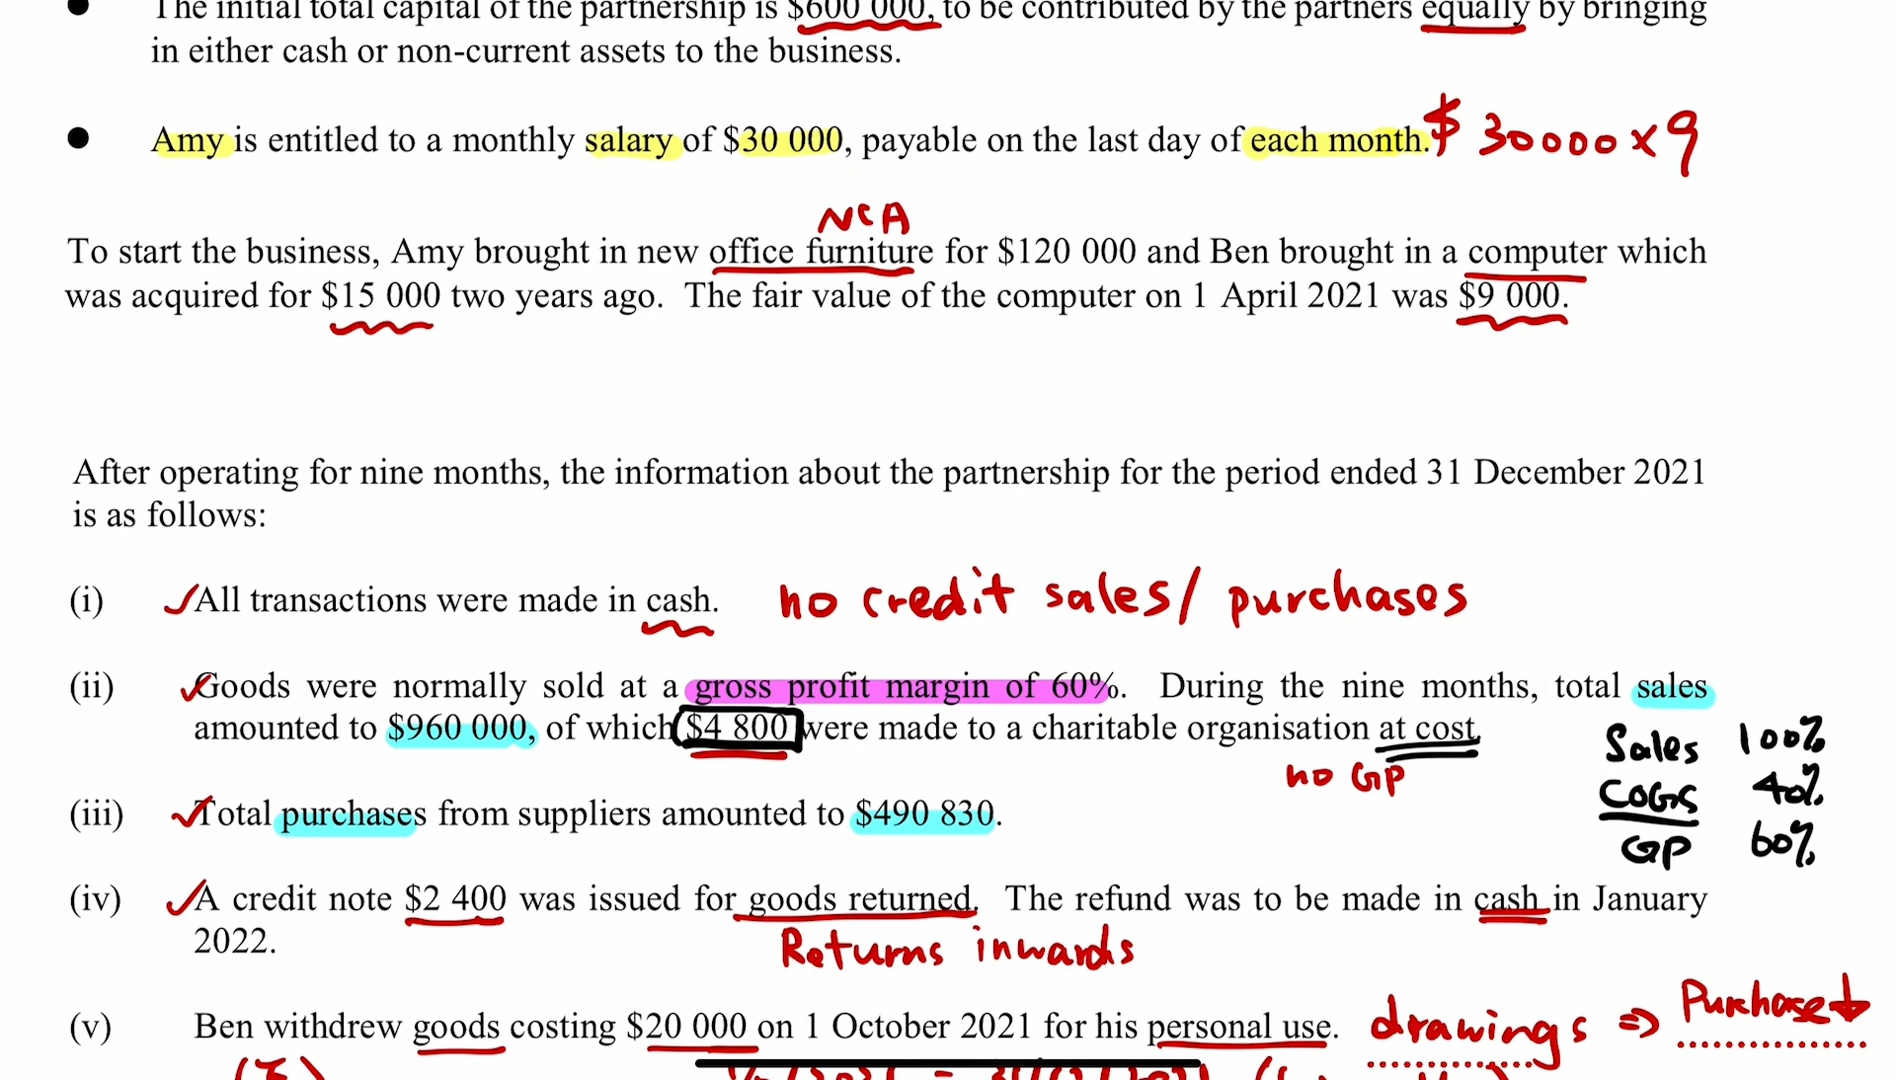 The initial total capital of the partnership is $600 000, to be contributed by the partners equally by bringing
in either cash or non-current assets to the business.
Amy is entitled to a monthly salary of $30 000, payable on the last day of each month. $ 30000 x 9
NCA
To start the business, Amy brought in new office furniture for $120 000 and Ben brought in a computer which
was acquired for $15 000 two years ago. The fair value of the computer on 1 April 2021 was $9 000.
After operating for nine months, the information about the partnership for the period ended 31 December 2021
is as follows:
(i) All transactions were made in cash. no credit sales/ purchases
(ii) Goods were normally sold at a gross profit margin of 60%. During the nine months, total sales
amounted to $960 000, of which $4 800 were made to a charitable organisation at cost.
Sales 100%
no GP
COGS 40%
(iii) Total purchases from suppliers amounted to $490 830.
GP 60%
(iv) A credit note $2 400 was issued for goods returned. The refund was to be made in cash in January
2022.
Returns inwards
(v) Ben withdrew goods costing $20 000 on 1 October 2021 for his personal use. drawings ⇒ Purchase↓